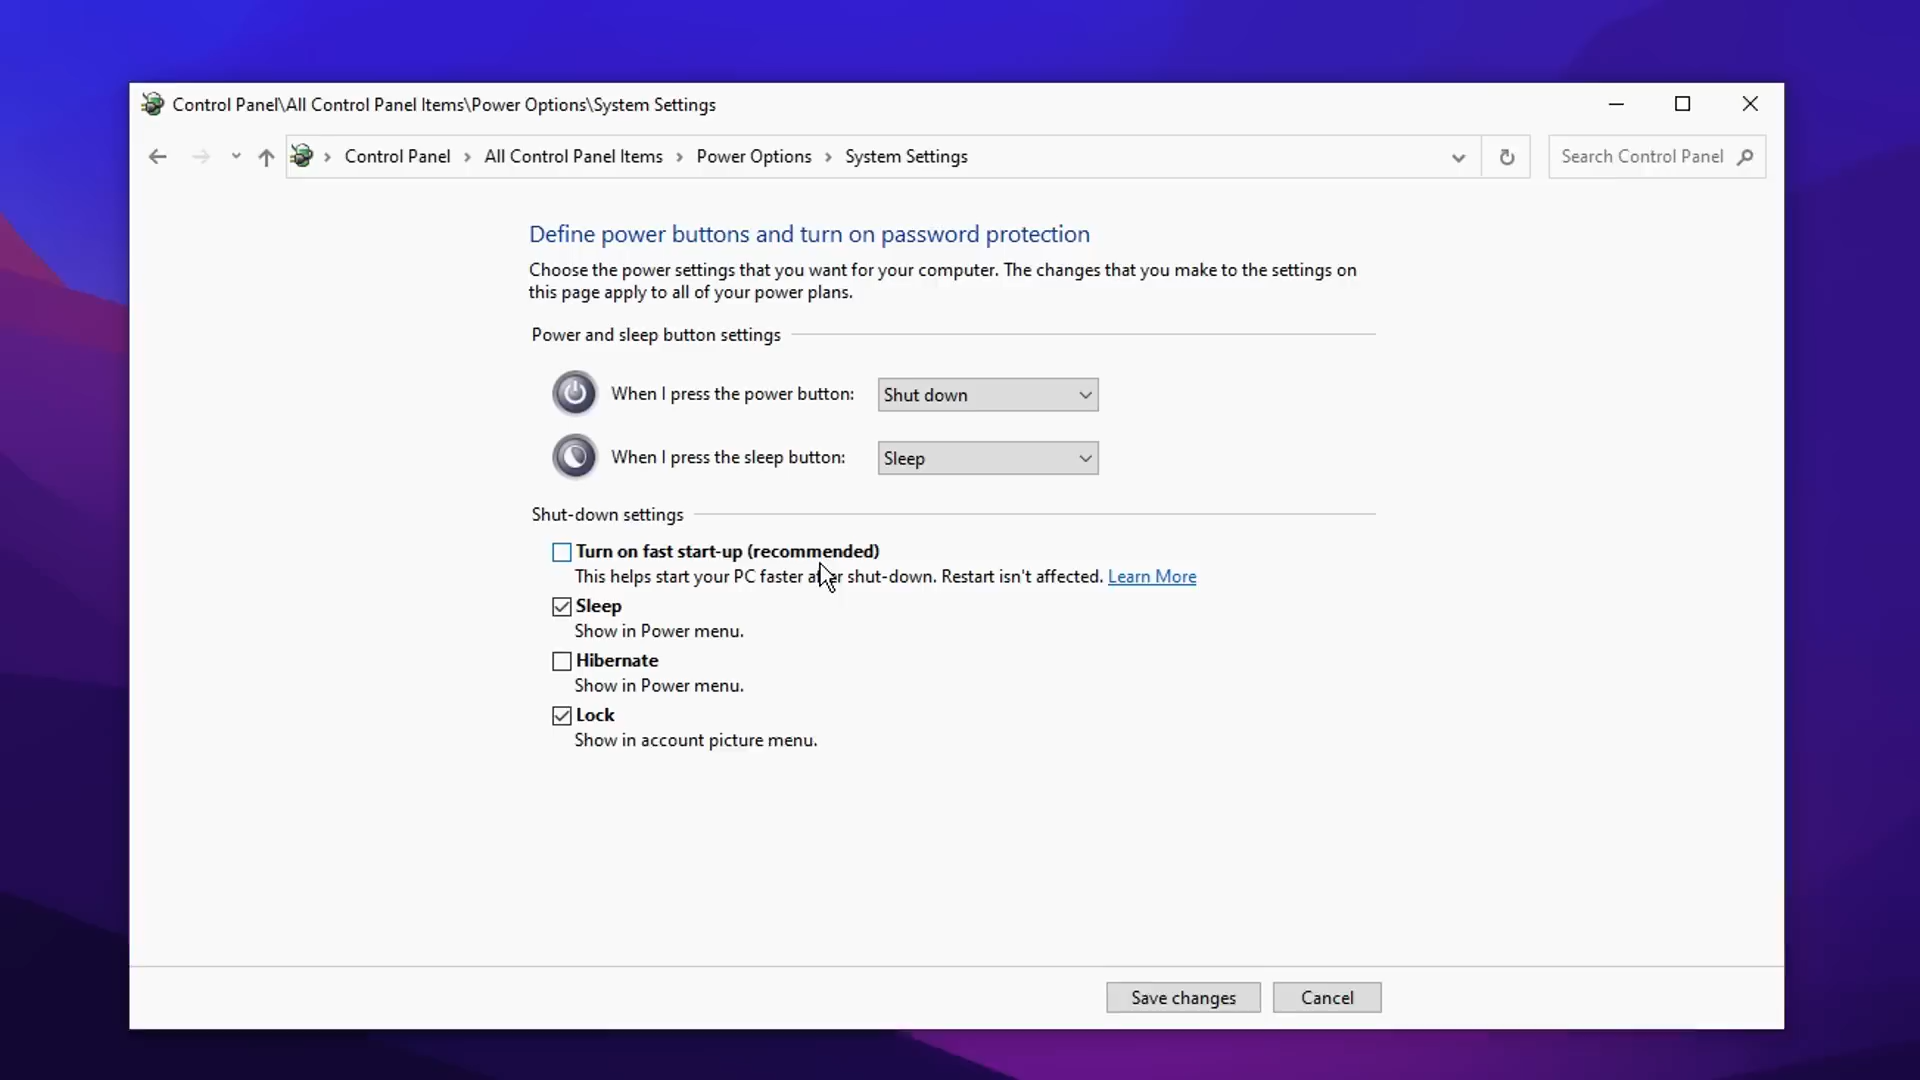 Control Panel\All Control Panel Items\Power Options\System Settings
Control Panel > All Control Panel Items > Power Options > System Settings
Search Control Panel
Define power buttons and turn on password protection
Choose the power settings that you want for your computer. The changes that you make to the settings on
this page apply to all of your power plans.
Power and sleep button settings
When I press the power button: Shut down
When I press the sleep button: Sleep
Shut-down settings
Turn on fast start-up (recommended)
This helps start your PC faster after shut-down. Restart isn't affected. Learn More
Sleep
Show in Power menu.
Hibernate
Show in Power menu.
Lock
Show in account picture menu.
Save changes
Cancel